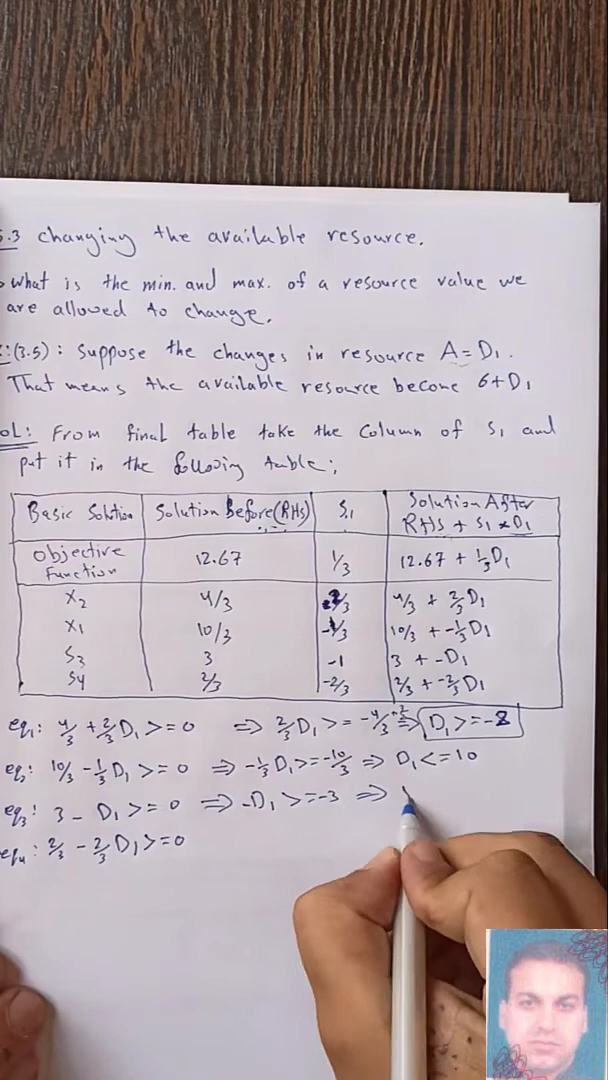 5.3 changing the available resource.
what is the min. and max. of a resource value we
are allowed to change.
:(3.5): Suppose the changes in resource A = D1.
That means the available resource become 6+D1
oL: From final table take the Column of S1 and
put it in the following table;
Basic Solution | Solution Before(RHS) | S1 | Solution After RHS + S1 * D1
Objective Function | 12.67 | 1/3 | 12.67 + 1/3 D1
X2 | 4/3 | 2/3 | 4/3 + 2/3 D1
X1 | 10/3 | -1/3 | 10/3 + -1/3 D1
S3 | 3 | -1 | 3 + -D1
S4 | 2/3 | -2/3 | 2/3 + -2/3 D1
eq1: 4/3 + 2/3 D1 >= 0 => 2/3 D1 >= -4/3 => D1 >= -2
eq2: 10/3 - 1/3 D1 >= 0 => -1/3 D1 >= -10/3 => D1 <= 10
eq3: 3 - D1 >= 0 => -D1 >= -3 =>
eq4: 2/3 - 2/3 D1 >= 0